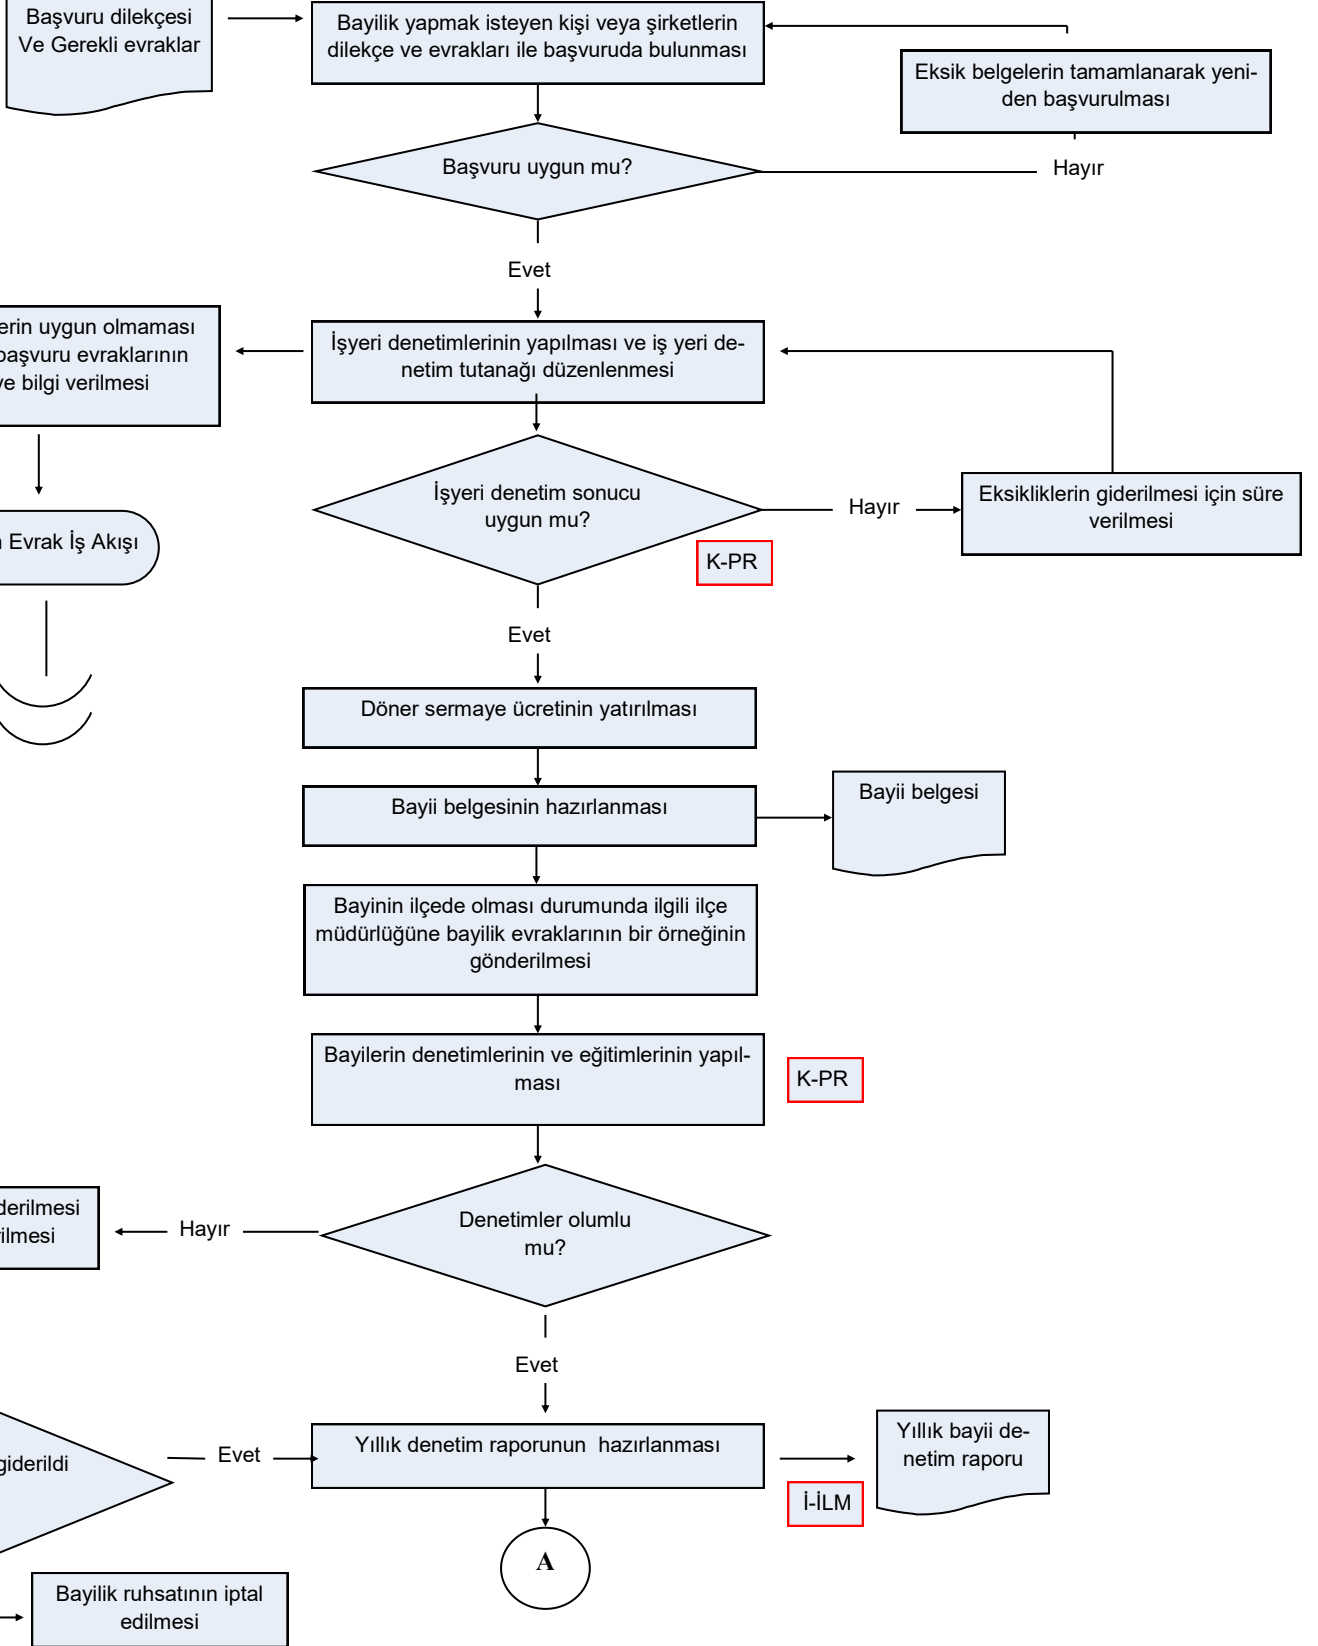 Başvuru dilekçesi
Ve Gerekli evraklar
Bayilik yapmak isteyen kişi veya şirketlerin
dilekçe ve evrakları ile başvuruda bulunması
Eksik belgelerin tamamlanarak yeni-
den başvurulması
Başvuru uygun mu?
Hayır
Evet
erin uygun olmaması
başvuru evraklarının
ve bilgi verilmesi
İşyeri denetimlerinin yapılması ve iş yeri de-
netim tutanağı düzenlenmesi
İşyeri denetim sonucu
uygun mu?
Hayır
Eksikliklerin giderilmesi için süre
verilmesi
K-PR
Evrak İş Akışı
Evet
Döner sermaye ücretinin yatırılması
Bayii belgesinin hazırlanması
Bayii belgesi
Bayinin ilçede olması durumunda ilgili ilçe
müdürlüğüne bayilik evraklarının bir örneğinin
gönderilmesi
Bayilerin denetimlerinin ve eğitimlerinin yapıl-
ması
K-PR
derilmesi
ilmesi
Hayır
Denetimler olumlu
mu?
Evet
giderildi
Evet
Yıllık denetim raporunun hazırlanması
Yıllık bayii de-
netim raporu
İ-İLM
A
Bayilik ruhsatının iptal
edilmesi